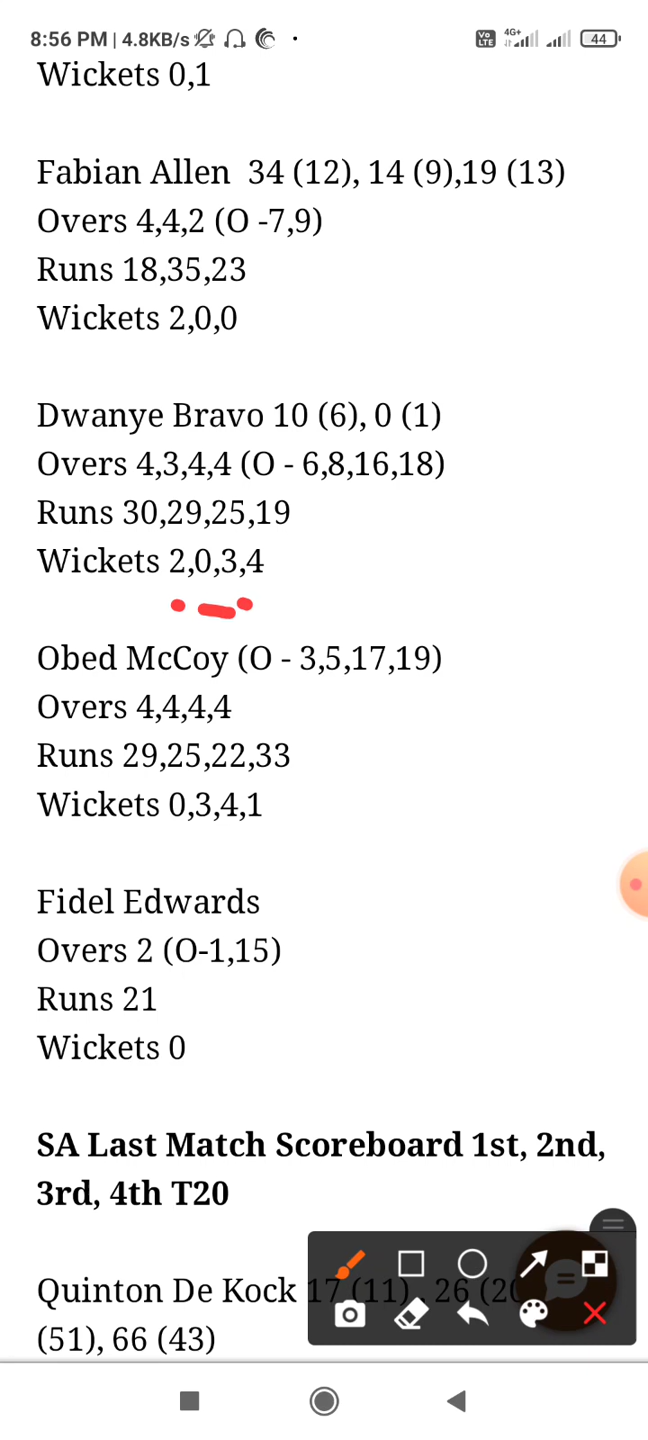 8:56 PM | 4.8KB/s
Vo LTE 4G+ 44
Wickets 0,1
Fabian Allen 34 (12), 14 (9),19 (13)
Overs 4,4,2 (O -7,9)
Runs 18,35,23
Wickets 2,0,0
Dwanye Bravo 10 (6), 0 (1)
Overs 4,3,4,4 (O - 6,8,16,18)
Runs 30,29,25,19
Wickets 2,0,3,4
Obed McCoy (O - 3,5,17,19)
Overs 4,4,4,4
Runs 29,25,22,33
Wickets 0,3,4,1
Fidel Edwards
Overs 2 (O-1,15)
Runs 21
Wickets 0
SA Last Match Scoreboard 1st, 2nd,
3rd, 4th T20
Quinton De Kock 17 (11), 26 (20
(51), 66 (43)